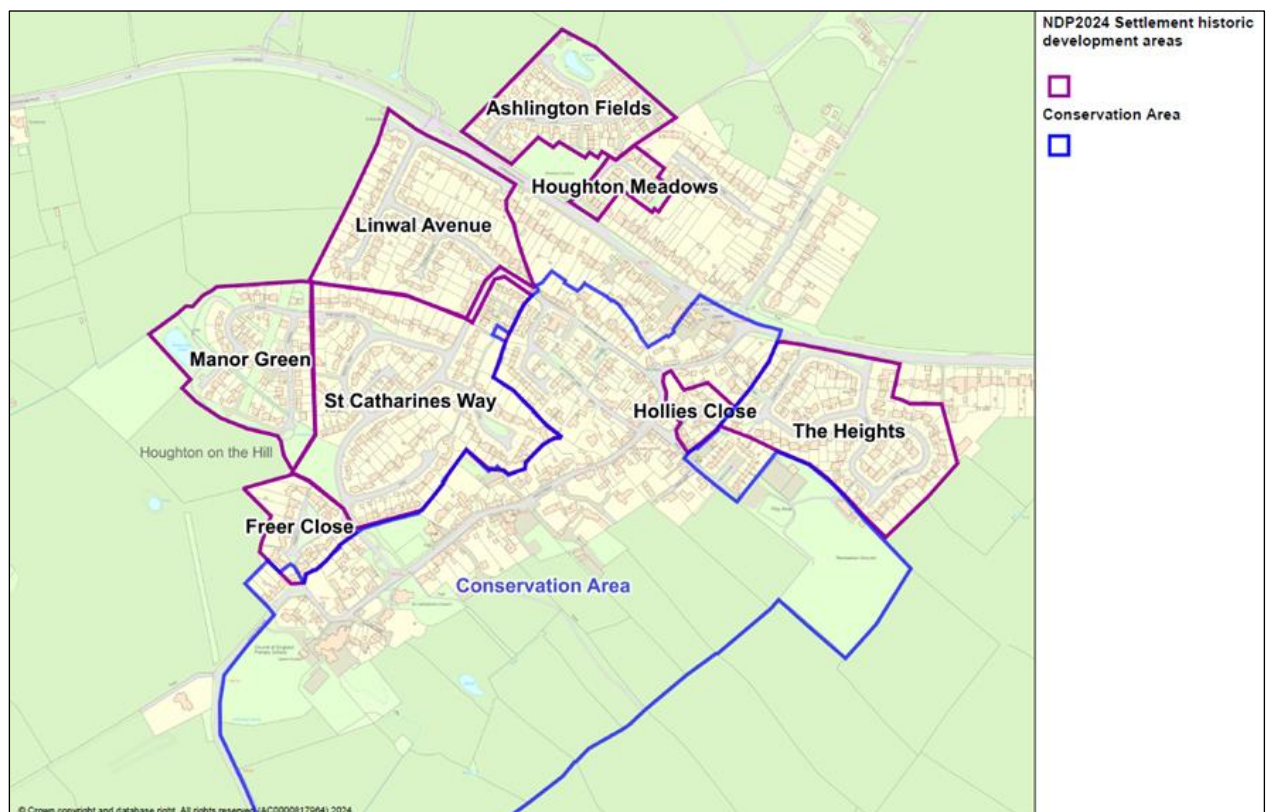 NDP2024 Settlement historic
development areas
Conservation Area
Ashlington Fields
Houghton Meadows
Linwal Avenue
Manor Green
St Catharines Way
Hollies Close
The Heights
Houghton on the Hill
Freer Close
Conservation Area
© Crown copyright and database right. All rights reserved (AC0000817964) 2024